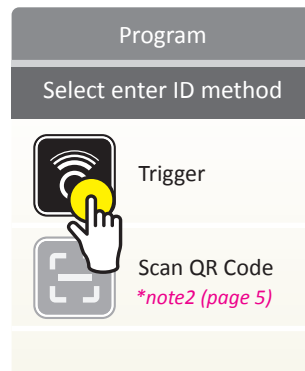 Program
Select enter ID method
Trigger
Scan QR Code
*note2 (page 5)